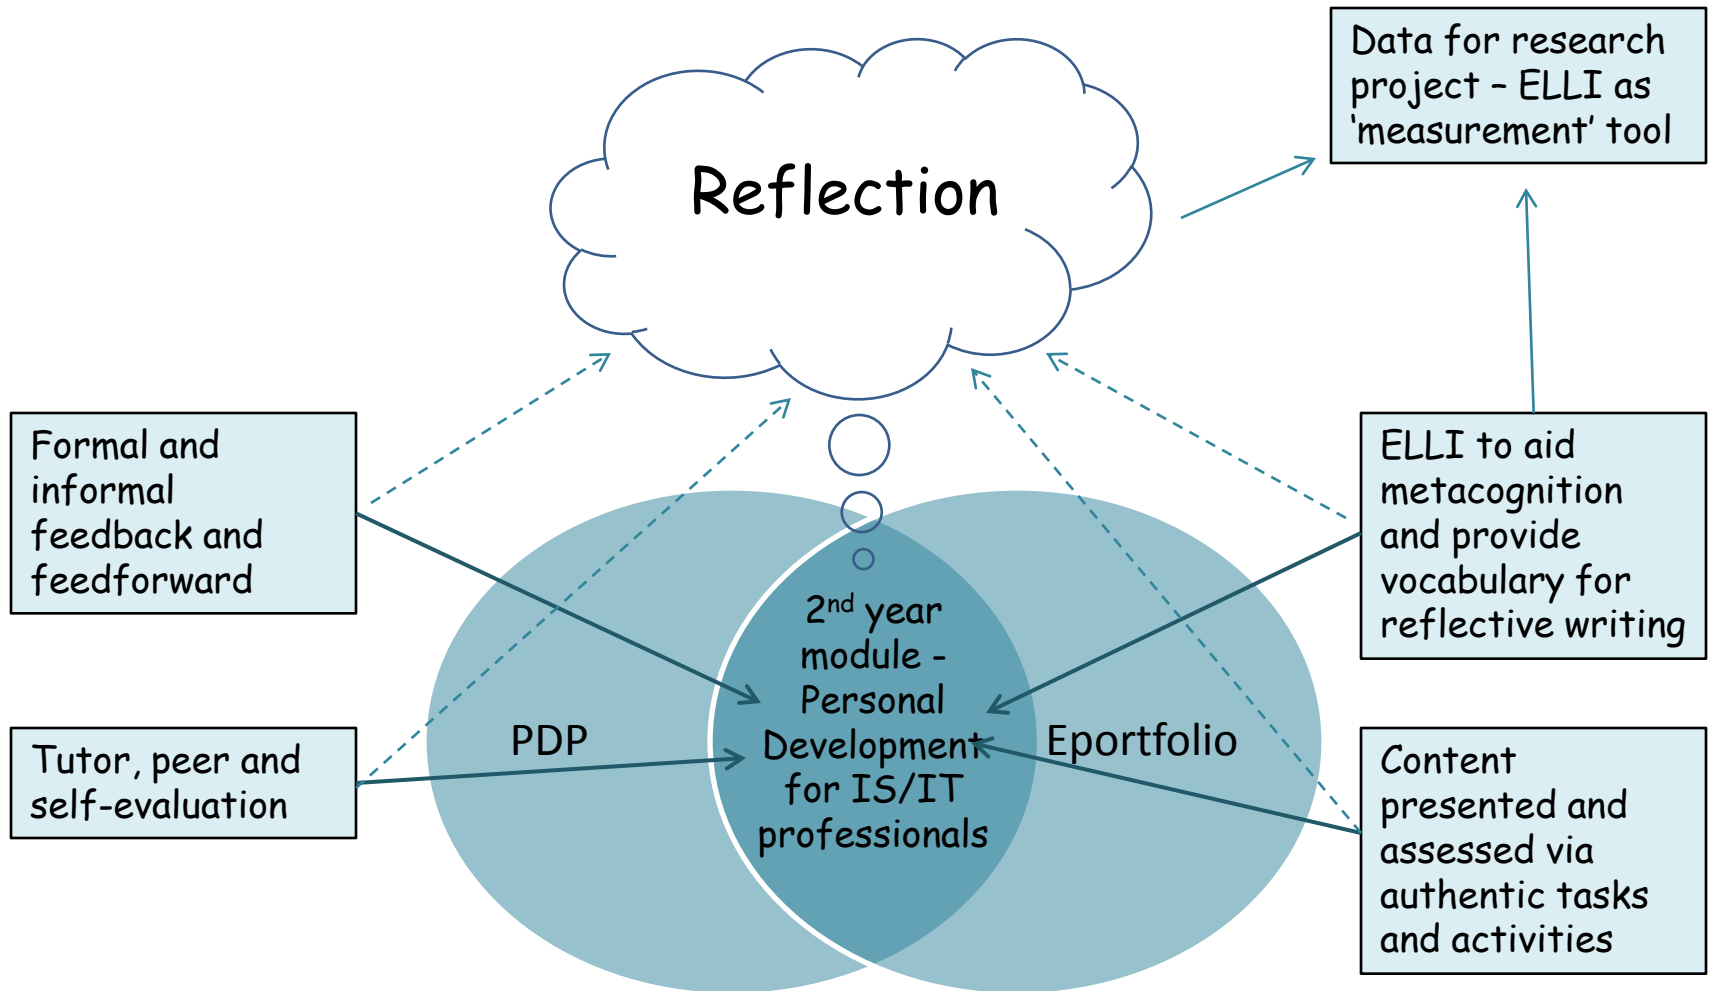 Data for research
project – ELLI as
‘measurement’ tool
Reflection
Formal and
informal
feedback and
feedforward
ELLI to aid
metacognition
and provide
vocabulary for
reflective writing
2nd year
module -
Personal
Development
for IS/IT
professionals
PDP
Eportfolio
Tutor, peer and
self-evaluation
Content
presented and
assessed via
authentic tasks
and activities